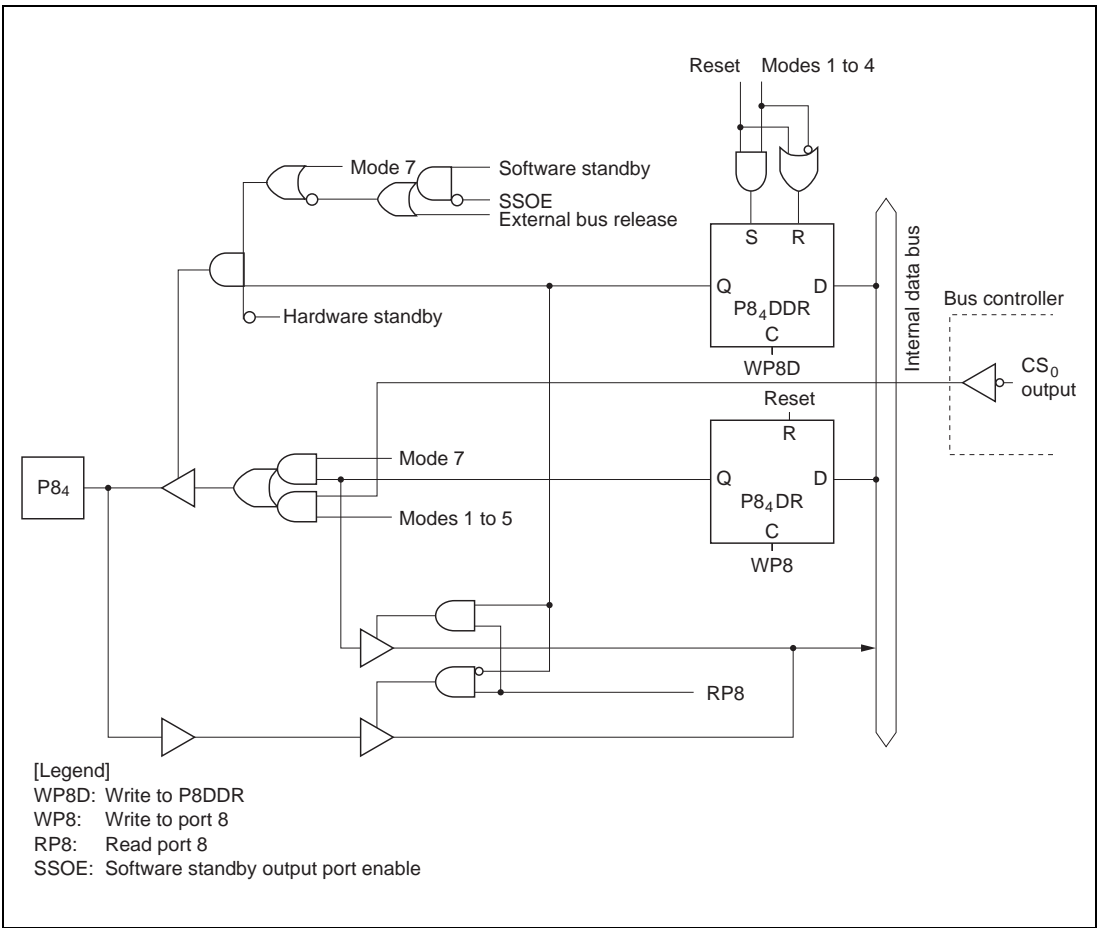 Reset Modes 1 to 4
Mode 7
Software standby
SSOE
External bus release
S R
Q D
P8₄DDR
C
WP8D
Hardware standby
Internal data bus
Bus controller
CS₀
output
Reset
R
Q D
P8₄DR
C
WP8
Mode 7
P8₄
Modes 1 to 5
RP8
[Legend]
WP8D: Write to P8DDR
WP8: Write to port 8
RP8: Read port 8
SSOE: Software standby output port enable